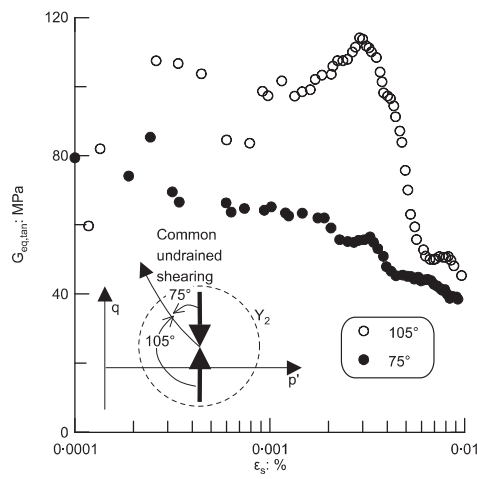 120
80
40
0
G_eq,tan: MPa
0·0001
0·001
0·01
ε_s: %
Common
undrained
shearing
75°
105°
Y_2
q
p'
105°
75°